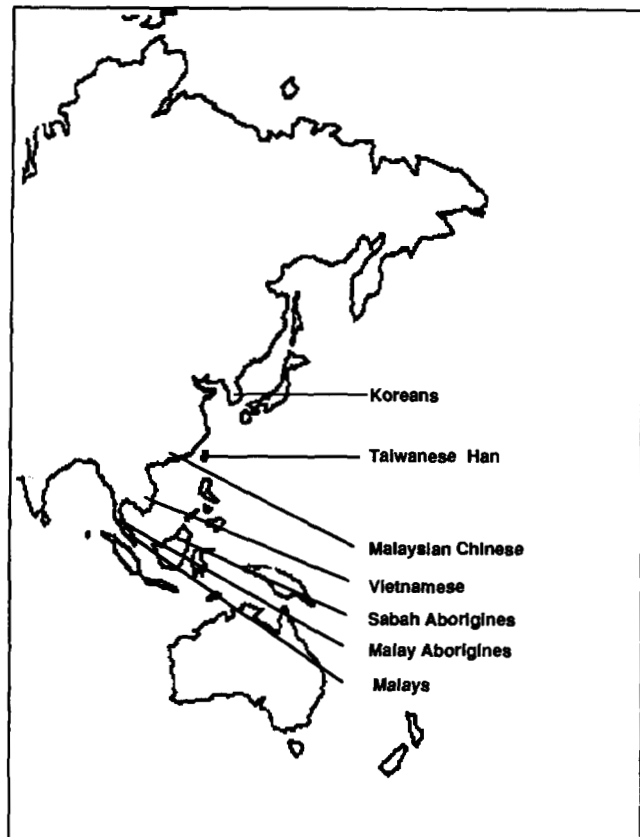 Koreans
Taiwanese Han
Malaysian Chinese
Vietnamese
Sabah Aborigines
Malay Aborigines
Malays